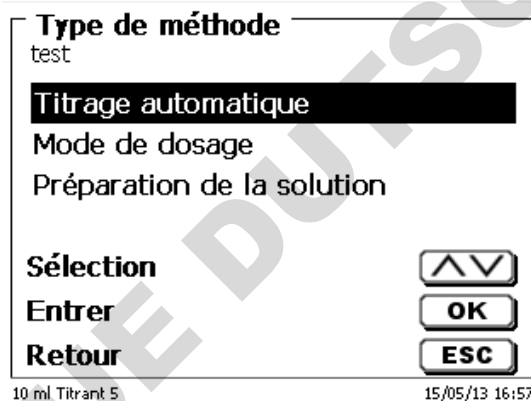 Type de méthode
test
Titrage automatique
Mode de dosage
Préparation de la solution
Sélection
Entrer OK
Retour ESC
10 ml Titrant 5 15/05/13 16:57